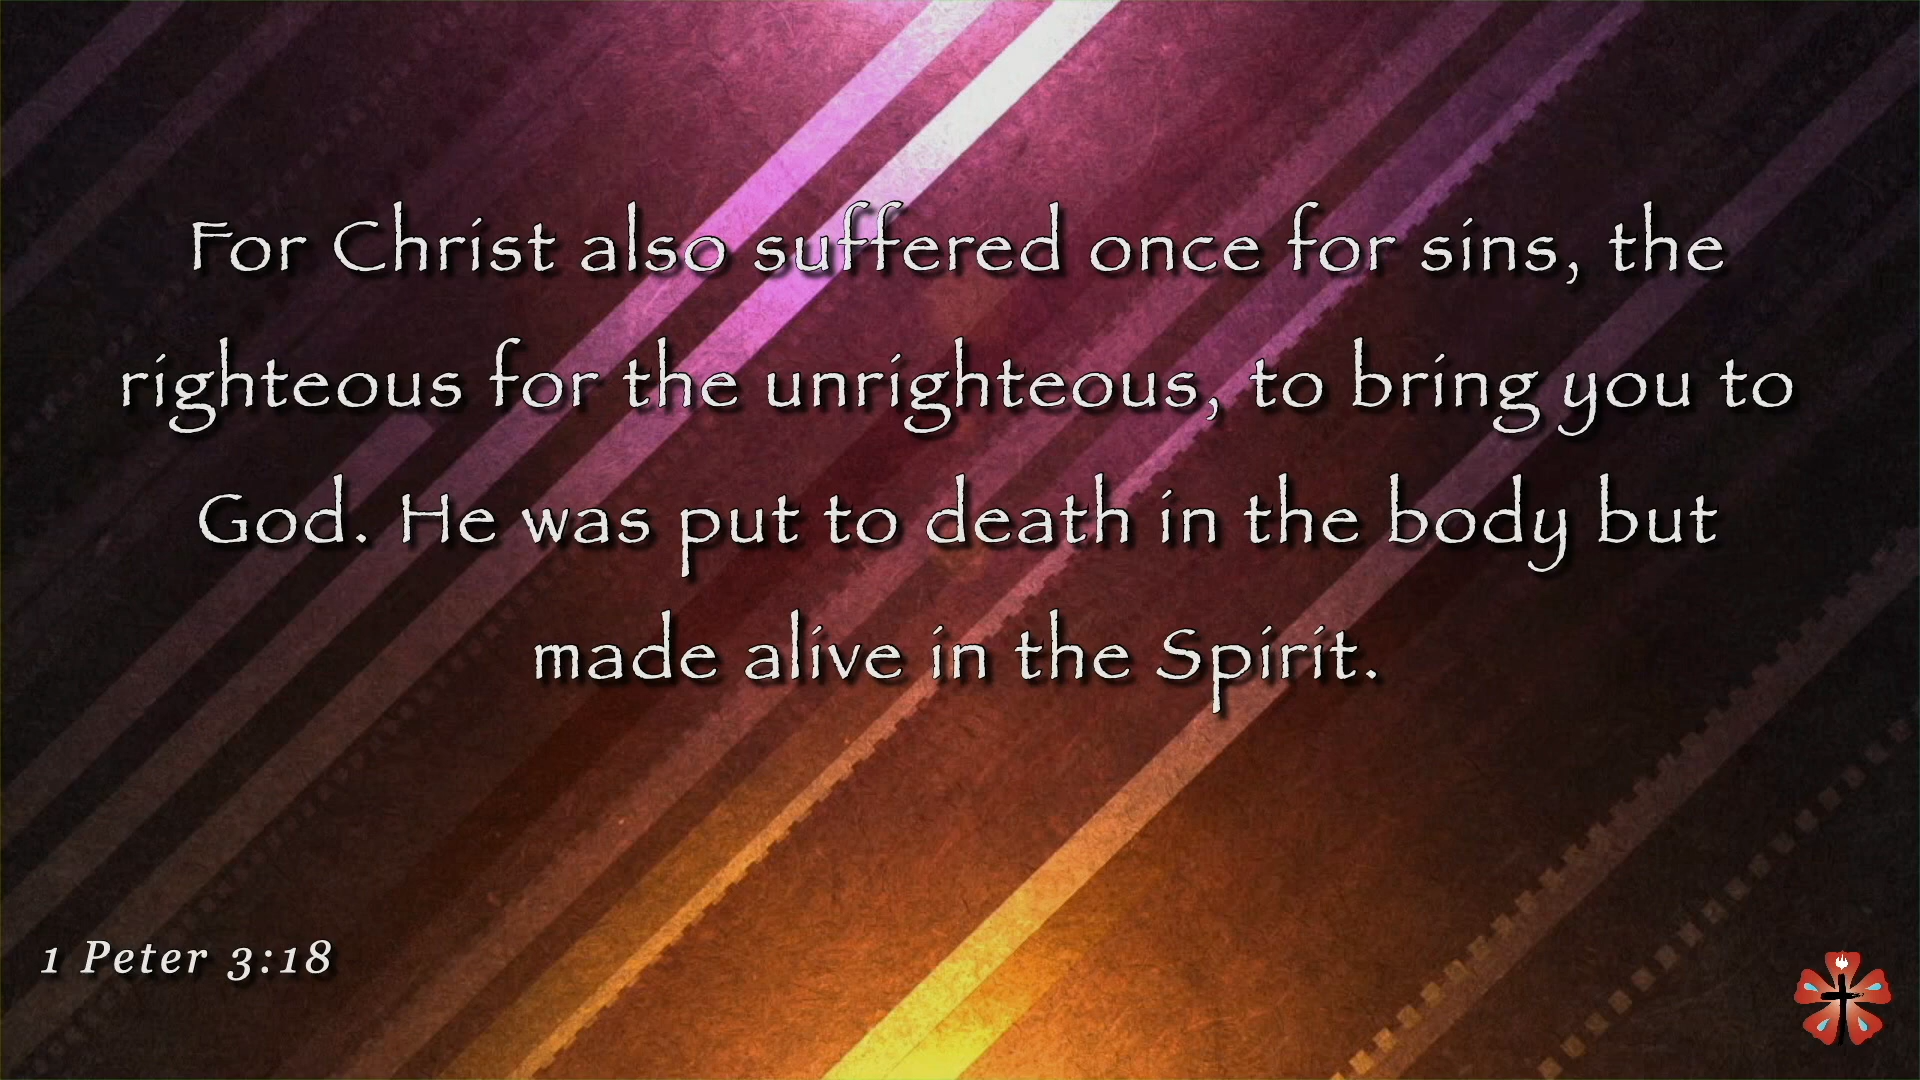 For Christ also suffered once for sins, the
righteous for the unrighteous, to bring you to
God. He was put to death in the body but
made alive in the Spirit.
1 Peter 3:18